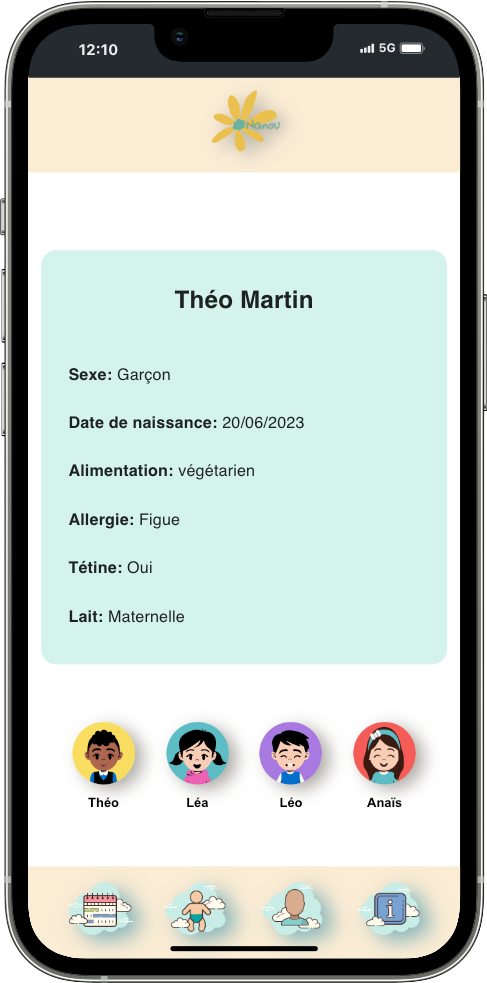 12:10
5G
Nanou
Théo Martin
Sexe: Garçon
Date de naissance: 20/06/2023
Alimentation: végétarien
Allergie: Figue
Tétine: Oui
Lait: Maternelle
Théo
Léa
Léo
Anaïs
i